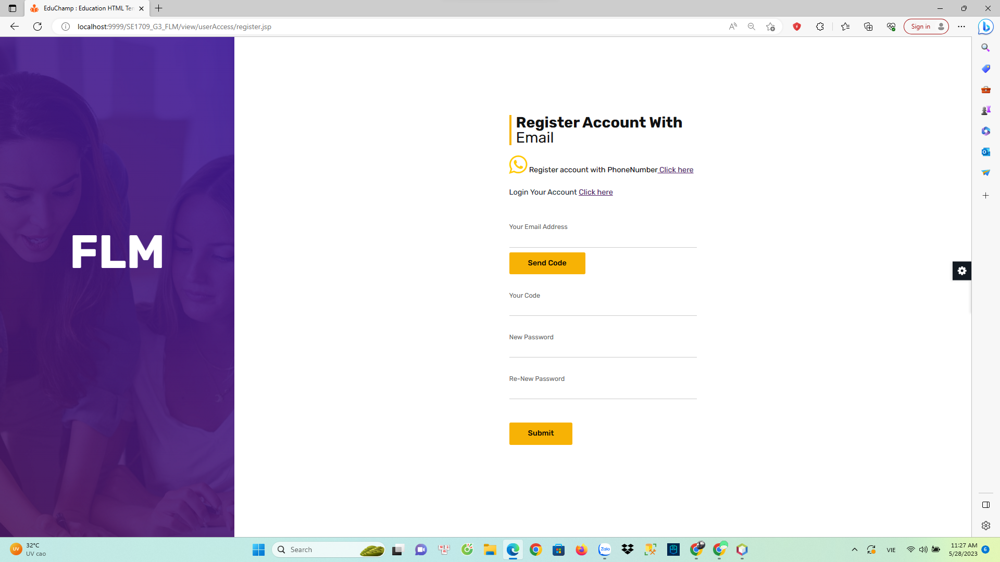 EduChamp : Education HTML Ter
localhost:9999/SE1709_G3_FLM/view/userAccess/register.jsp
Sign in
FLM
Register Account With
Email
Register account with PhoneNumber Click here
Login Your Account Click here
Your Email Address
Send Code
Your Code
New Password
Re-New Password
Submit
UV
32°C
UV cao
Search
Zalo
VIE
11:27 AM
5/28/2023
6